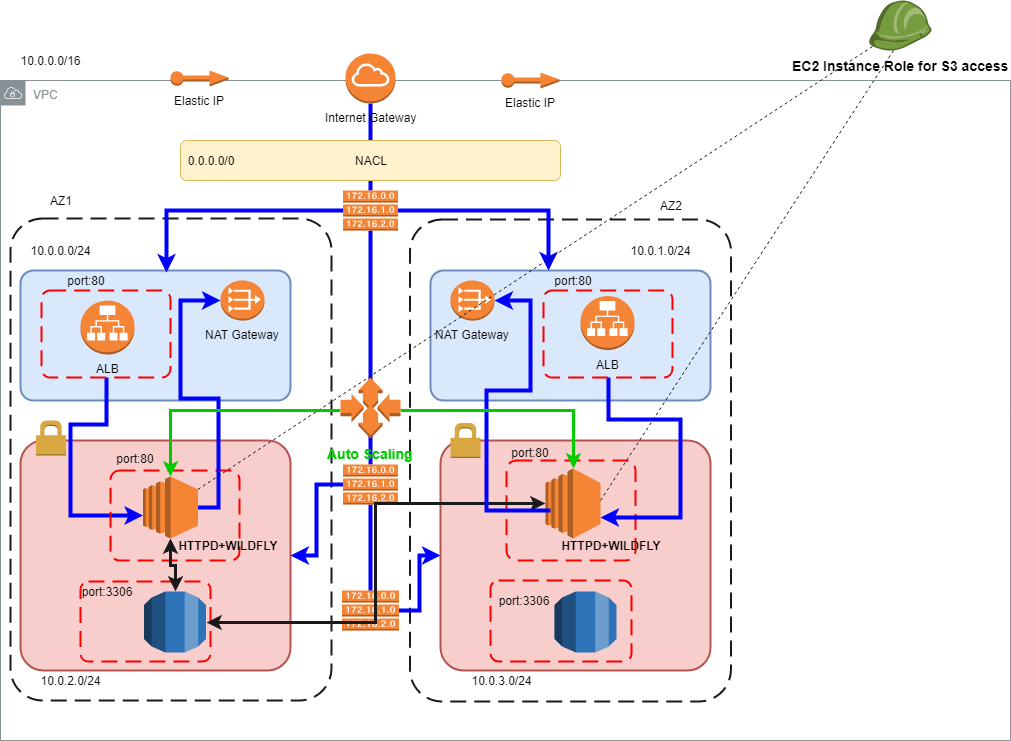 10.0.0.0/16
EC2 Instance Role for S3 access
VPC
Elastic IP
Elastic IP
Internet Gateway
0.0.0.0/0
NACL
AZ1
172.16.0.0
172.16.1.0
172.16.2.0
AZ2
10.0.0.0/24
10.0.1.0/24
port:80
port:80
NAT Gateway
NAT Gateway
ALB
ALB
Auto Scaling
port:80
172.16.0.0
172.16.1.0
172.16.2.0
port:80
HTTPD+WILDFLY
HTTPD+WILDFLY
port:3306
172.16.0.0
172.16.1.0
172.16.2.0
port:3306
10.0.2.0/24
10.0.3.0/24